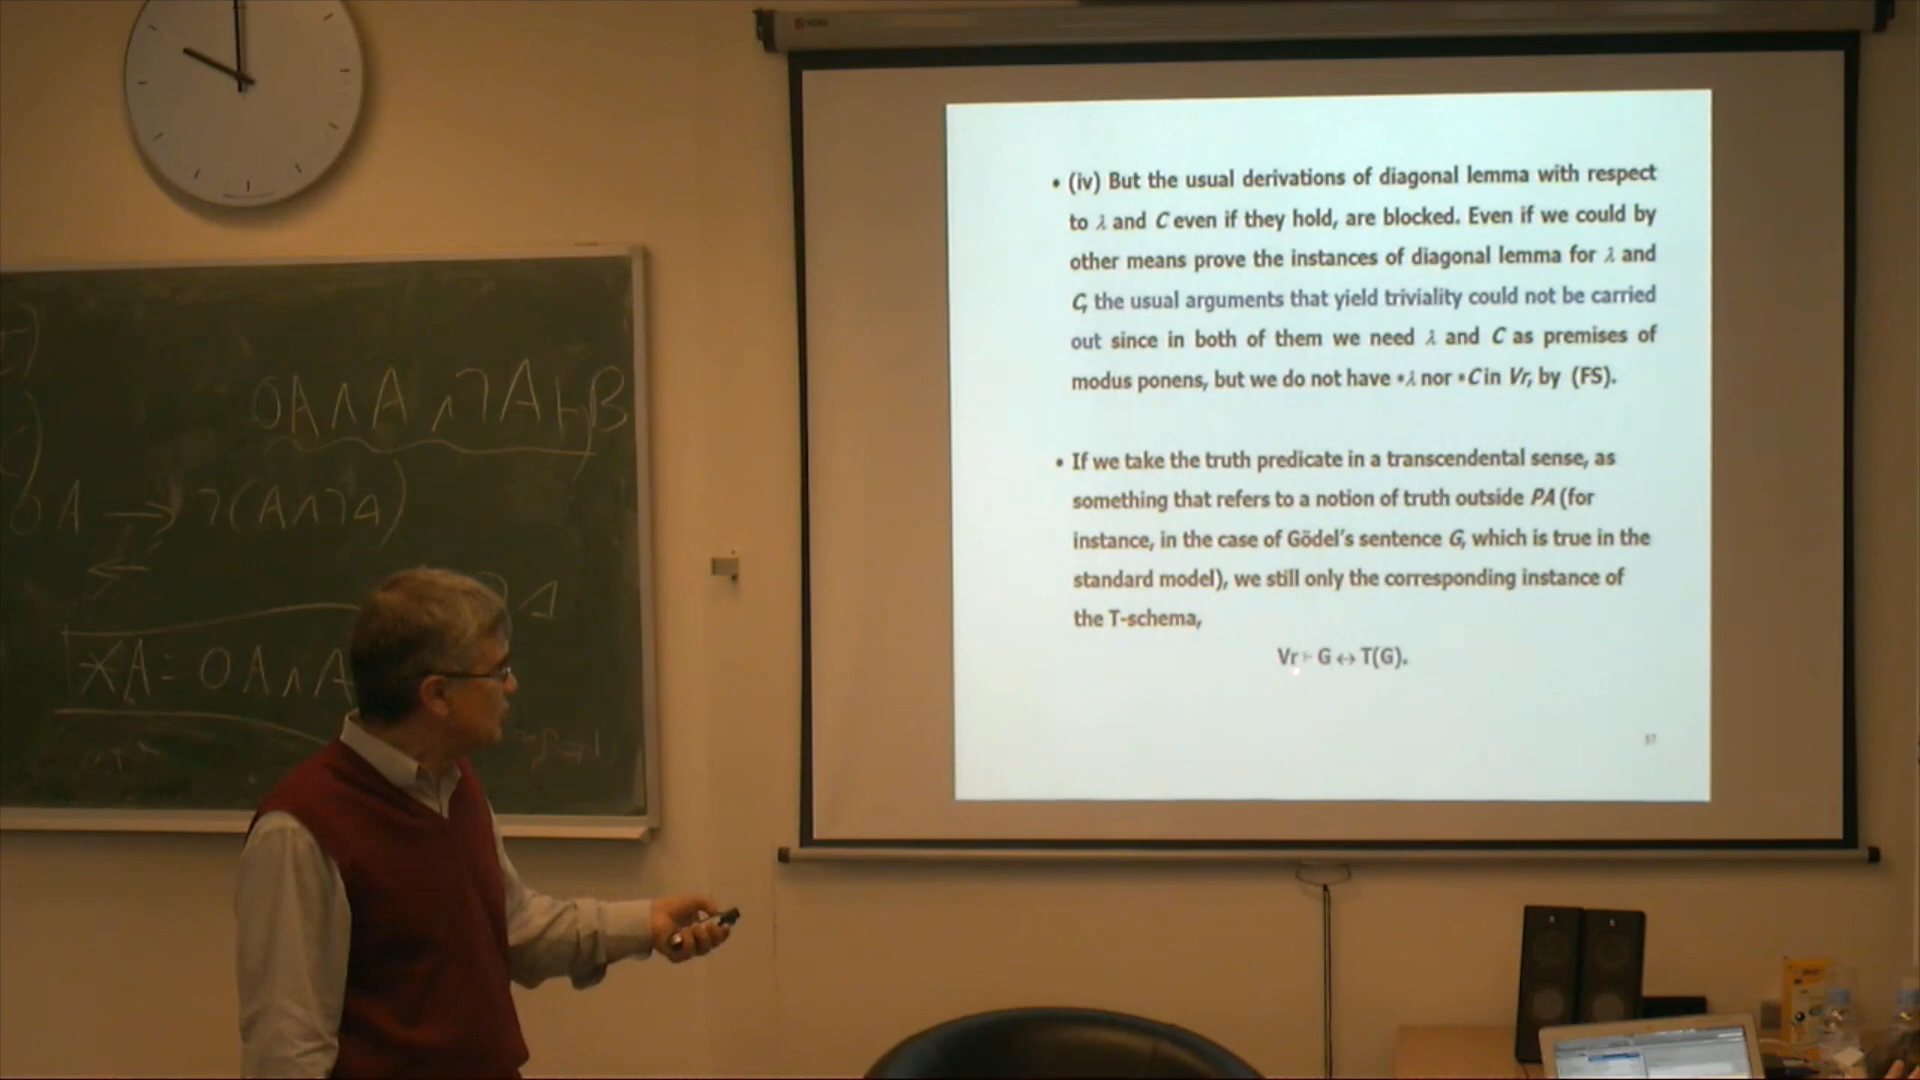 • (iv) But the usual derivations of diagonal lemma with respect
to λ and C even if they hold, are blocked. Even if we could by
other means prove the instances of diagonal lemma for λ and
C, the usual arguments that yield triviality could not be carried
out since in both of them we need λ and C as premises of
modus ponens, but we do not have *λ nor *C in Vr, by (FS).
• If we take the truth predicate in a transcendental sense, as
something that refers to a notion of truth outside PA (for
instance, in the case of Gödel's sentence G, which is true in the
standard model), we still only the corresponding instance of
the T-schema,
Vr ⊢ G ↔ T(G).
37
OA ∧ A ∧ ¬A ⊢ B
OA → ¬(A ∧ ¬A)
←
*A = OA ∧ A